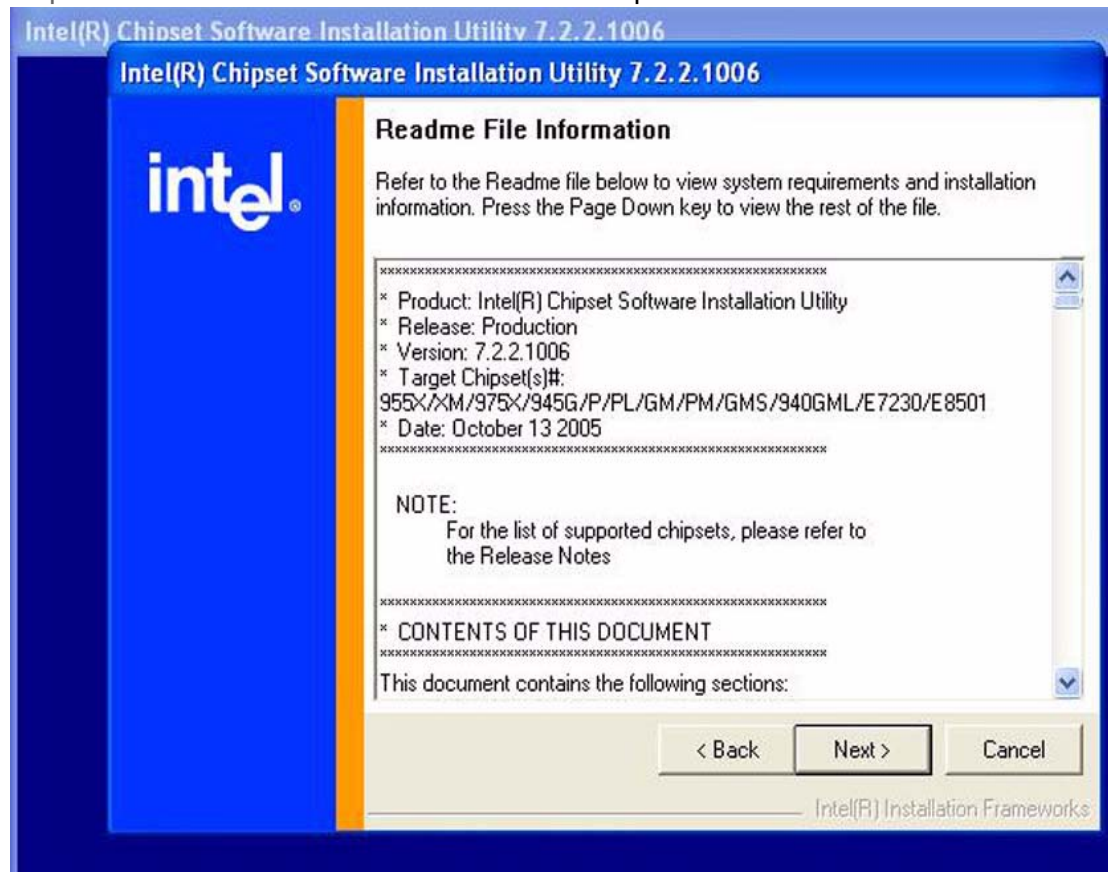 Intel(R) Chipset Software Installation Utility 7.2.2.1006
Intel(R) Chipset Software Installation Utility 7.2.2.1006
intel®
Readme File Information
Refer to the Readme file below to view system requirements and installation
information. Press the Page Down key to view the rest of the file.
************************************************************
* Product: Intel(R) Chipset Software Installation Utility
* Release: Production
* Version: 7.2.2.1006
* Target Chipset(s)#:
955X/XM/975X/945G/P/PL/GM/PM/GMS/940GML/E7230/E8501
* Date: October 13 2005
************************************************************
NOTE:
For the list of supported chipsets, please refer to
the Release Notes
************************************************************
* CONTENTS OF THIS DOCUMENT
************************************************************
This document contains the following sections:
< Back
Next >
Cancel
Intel(R) Installation Frameworks